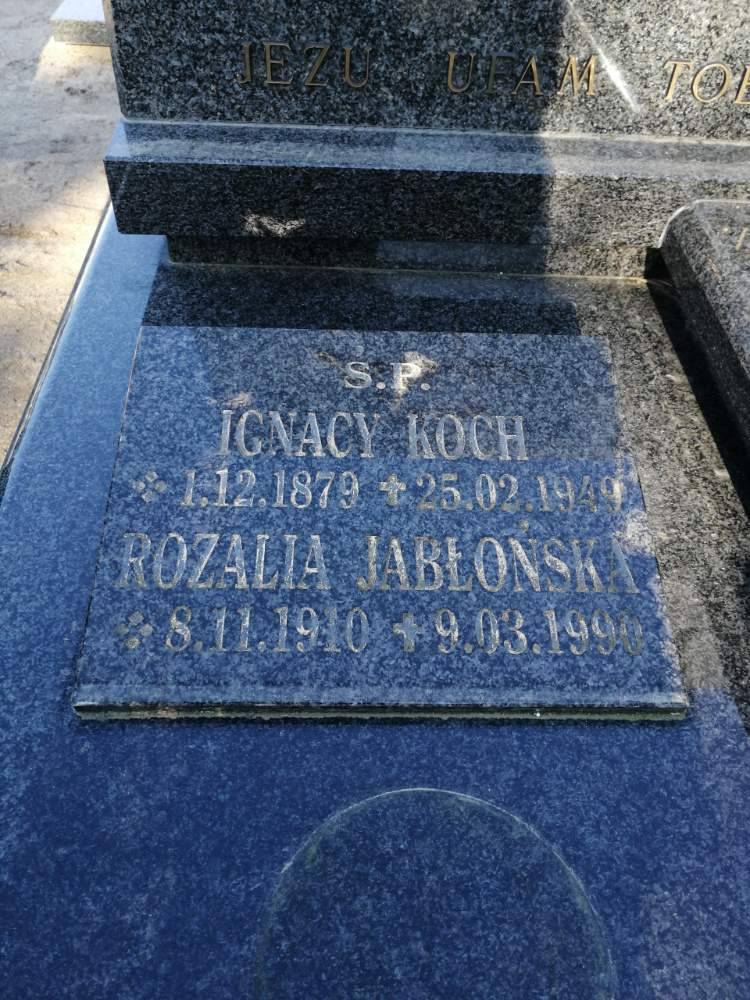 JEZU UFAM
S.P.
IGNACY KOCH
1.12.1879 25.02.1949
ROZALIA JABŁOŃSKA
8.11.1910 9.03.1990